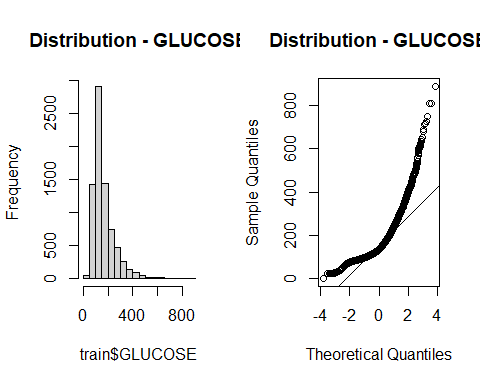 Distribution - GLUCOSE
Frequency
0
500
1500
2500
0
400
800
train$GLUCOSE
Distribution - GLUCOSE
Sample Quantiles
0
200
400
600
800
-4
-2
0
2
4
Theoretical Quantiles